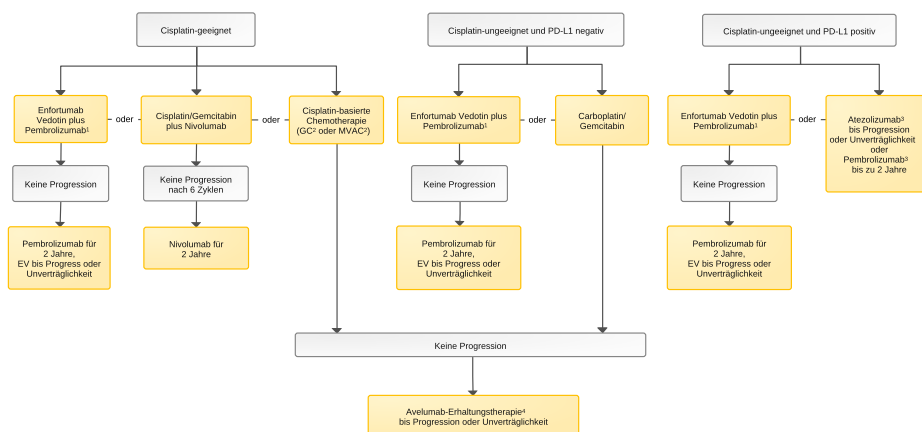 Cisplatin-geeignet
Cisplatin-ungeeignet und PD-L1 negativ
Cisplatin-ungeeignet und PD-L1 positiv
Enfortumab
Vedotin plus
Pembrolizumab¹
oder
Cisplatin/Gemcitabin
plus Nivolumab
oder
Cisplatin-basierte
Chemotherapie
(GC² oder MVAC²)
Enfortumab Vedotin plus
Pembrolizumab¹
oder
Carboplatin/
Gemcitabin
Enfortumab Vedotin plus
Pembrolizumab¹
oder
Atezolizumab³
bis Progression
oder Unverträglichkeit
oder
Pembrolizumab³
bis zu 2 Jahre
Keine Progression
Keine Progression
nach 6 Zyklen
Keine Progression
Keine Progression
Pembrolizumab für
2 Jahre,
EV bis Progress oder
Unverträglichkeit
Nivolumab für
2 Jahre
Pembrolizumab für
2 Jahre,
EV bis Progress oder
Unverträglichkeit
Pembrolizumab für
2 Jahre,
EV bis Progress oder
Unverträglichkeit
Keine Progression
Avelumab-Erhaltungstherapie⁴
bis Progression oder Unverträglichkeit